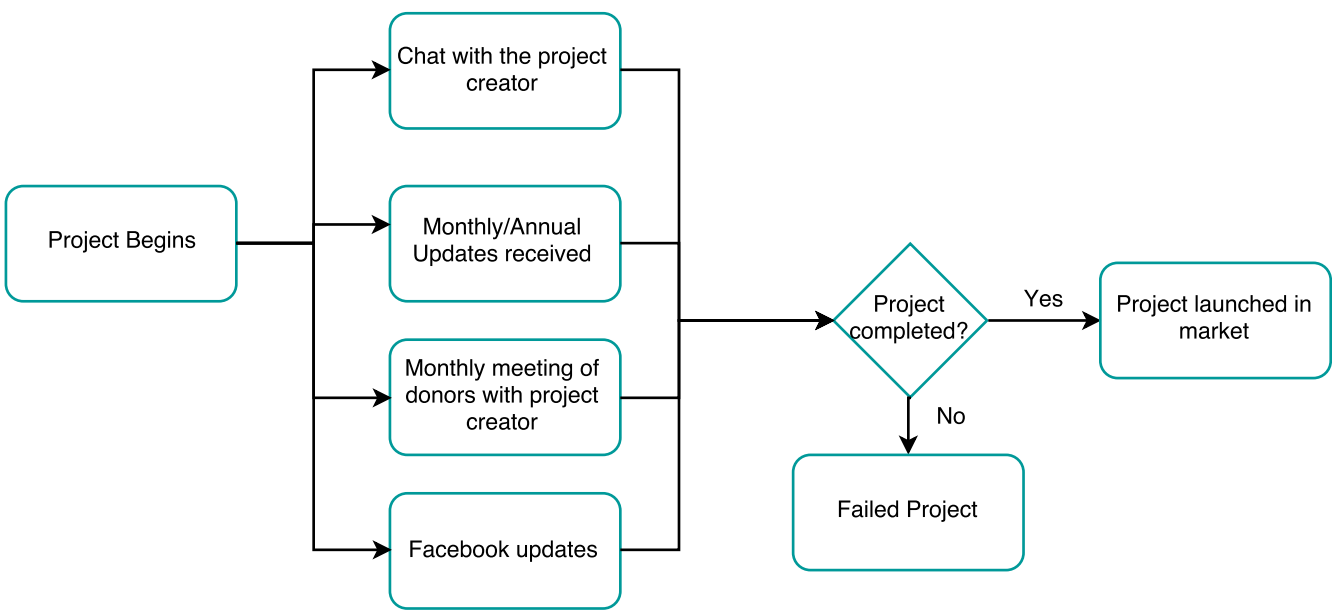 Project Begins
Chat with the project
creator
Monthly/Annual
Updates received
Monthly meeting of
donors with project
creator
Facebook updates
Project
completed?
Yes
No
Project launched in
market
Failed Project